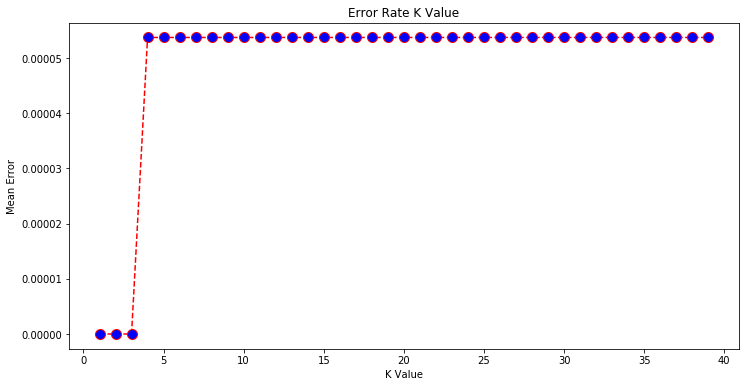 Error Rate K Value
0.00005
0.00004
0.00003
0.00002
0.00001
0.00000
Mean Error
0 5 10 15 20 25 30 35 40
K Value